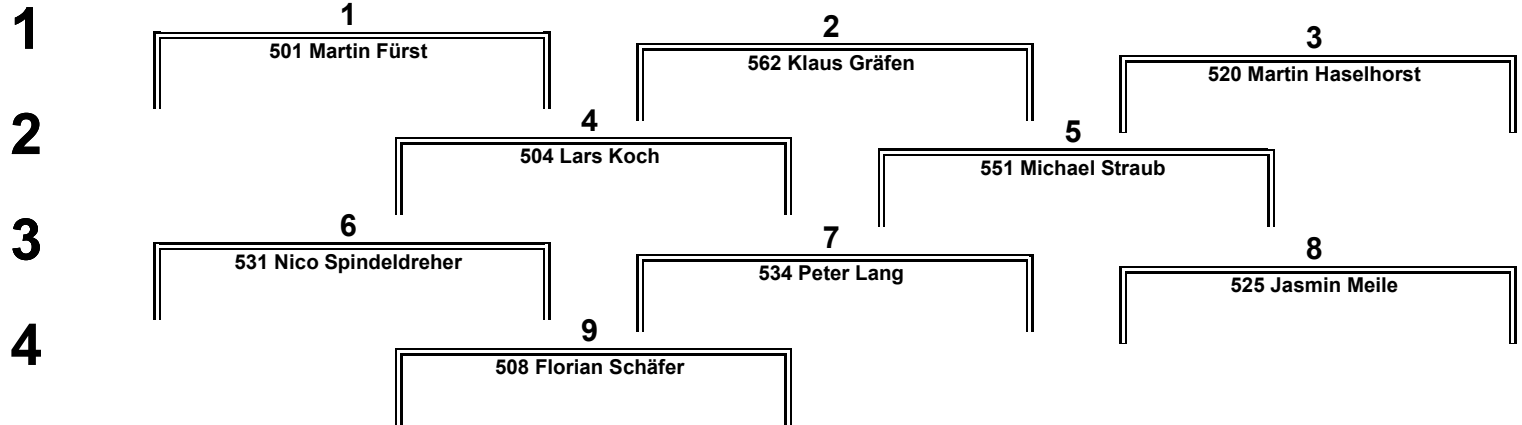 1
1
501 Martin Fürst
2
562 Klaus Gräfen
3
520 Martin Haselhorst
2
4
504 Lars Koch
5
551 Michael Straub
3
6
531 Nico Spindeldreher
7
534 Peter Lang
8
525 Jasmin Meile
4
9
508 Florian Schäfer